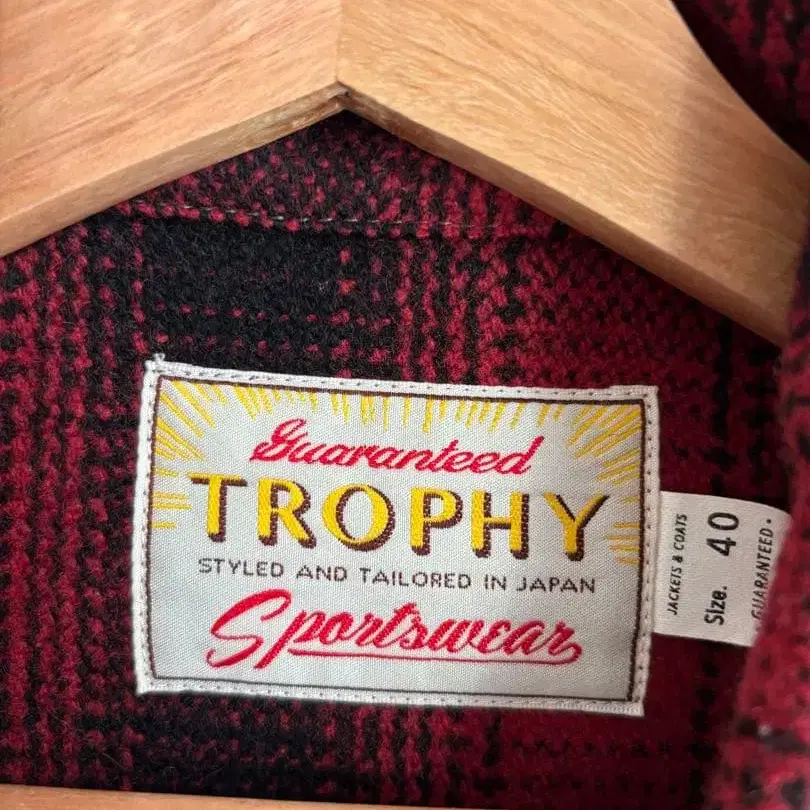 Guaranteed
TROPHY
STYLED AND TAILORED IN JAPAN
Sportswear
JACKETS & COATS
Size. 40
GUARANTEED.